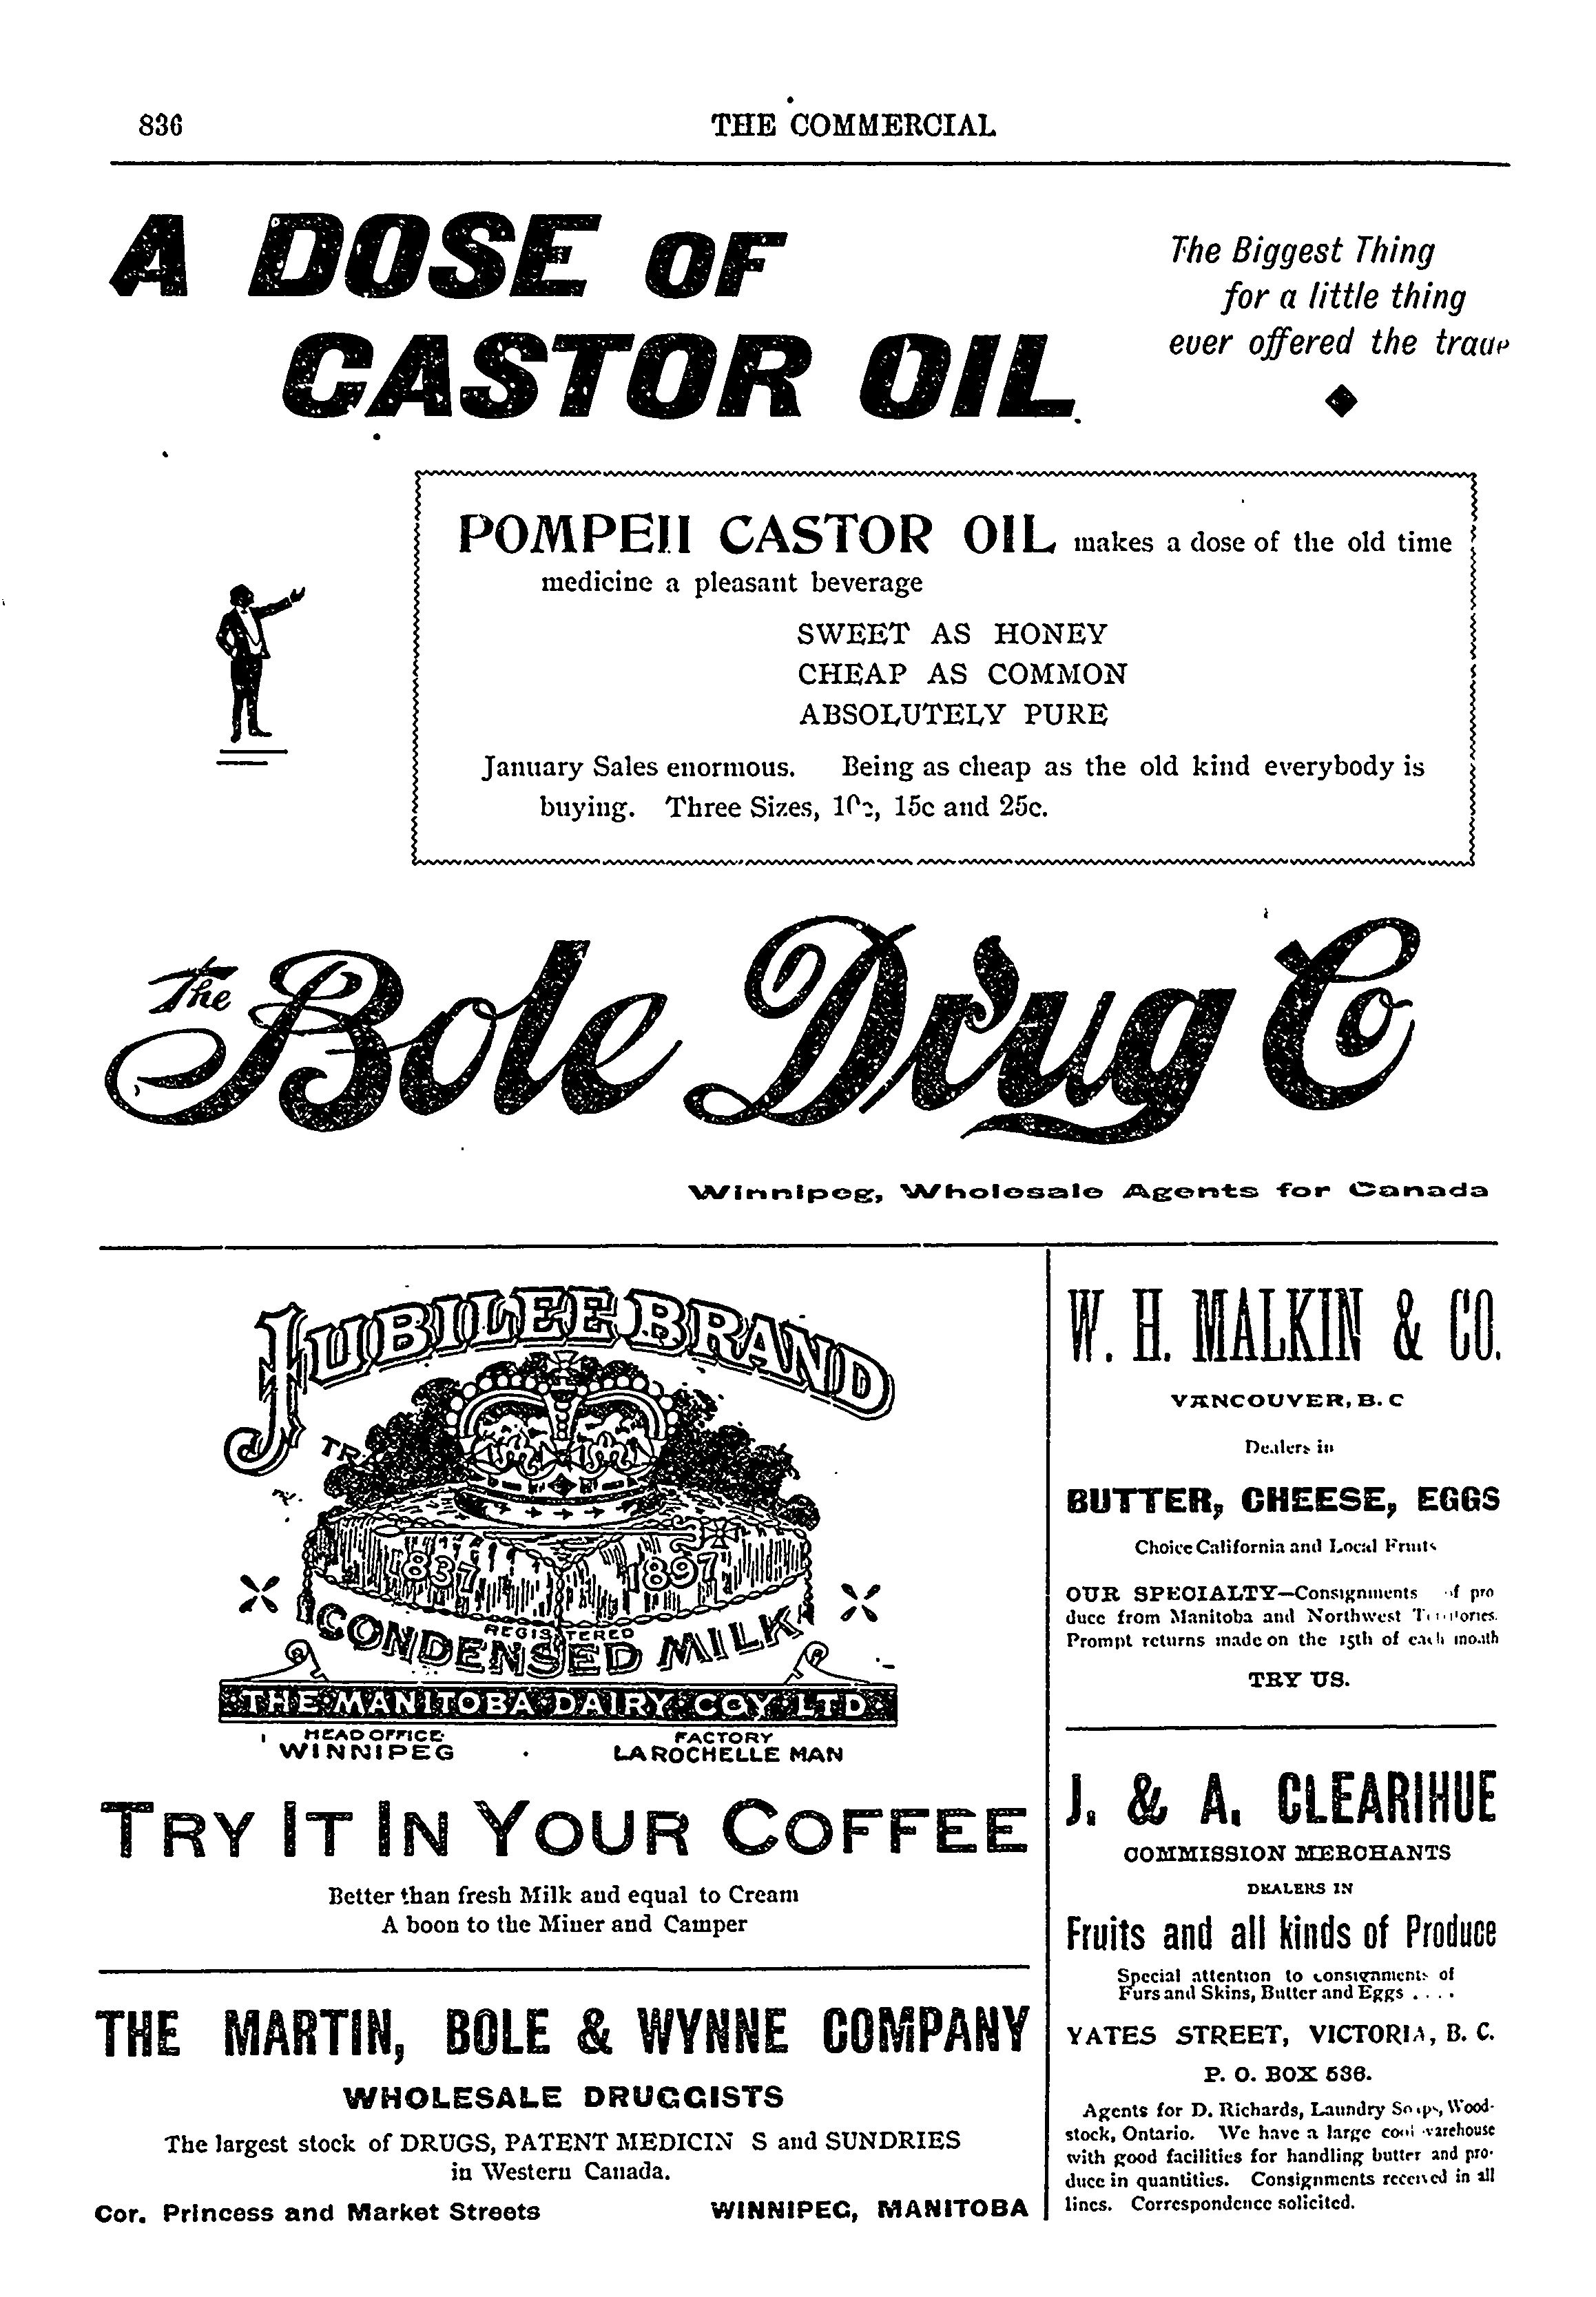 836
THE COMMERCIAL
A DOSE OF
CASTOR OIL
The Biggest Thing
for a little thing
ever offered the trade
POMPEII CASTOR OIL makes a dose of the old time
medicine a pleasant beverage
SWEET AS HONEY
CHEAP AS COMMON
ABSOLUTELY PURE
January Sales enormous. Being as cheap as the old kind everybody is
buying. Three Sizes, 10c, 15c and 25c.
The Bole Drug Co
Winnipeg, Wholesale Agents for Canada
JUBILEE BRAND
1837 1897
REGISTERED
CONDENSED MILK
THE MANITOBA DAIRY COY LTD
HEAD OFFICE
WINNIPEG
FACTORY
LA ROCHELLE MAN
TRY IT IN YOUR COFFEE
Better than fresh Milk and equal to Cream
A boon to the Miner and Camper
THE MARTIN, BOLE & WYNNE COMPANY
WHOLESALE DRUGGISTS
The largest stock of DRUGS, PATENT MEDICIN S and SUNDRIES
in Western Canada.
Cor. Princess and Market Streets WINNIPEG, MANITOBA
W. H. MALKIN & CO.
VANCOUVER, B. C
Dealers in
BUTTER, CHEESE, EGGS
Choice California and Local Fruits
OUR SPECIALTY—Consignments of pro
duce from Manitoba and Northwest Territories.
Prompt returns made on the 15th of each month
TRY US.
J. & A. CLEARIHUE
COMMISSION MERCHANTS
DEALERS IN
Fruits and all kinds of Produce
Special attention to consignments of
Furs and Skins, Butter and Eggs . . . .
YATES STREET, VICTORIA, B. C.
P. O. BOX 536.
Agents for D. Richards, Laundry Soaps, Wood-
stock, Ontario. We have a large cool warehouse
with good facilities for handling butter and pro-
duce in quantities. Consignments received in all
lines. Correspondence solicited.